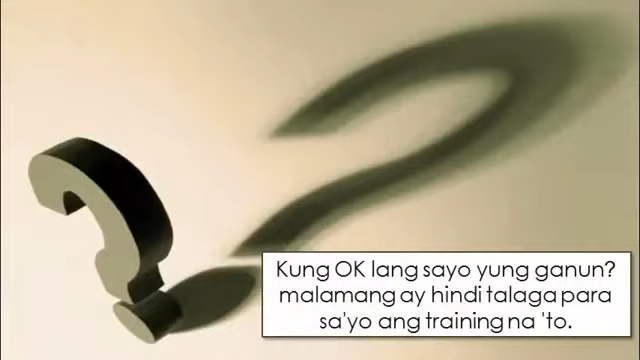 Kung OK lang sayo yung ganun?
malamang ay hindi talaga para
sa'yo ang training na 'to.